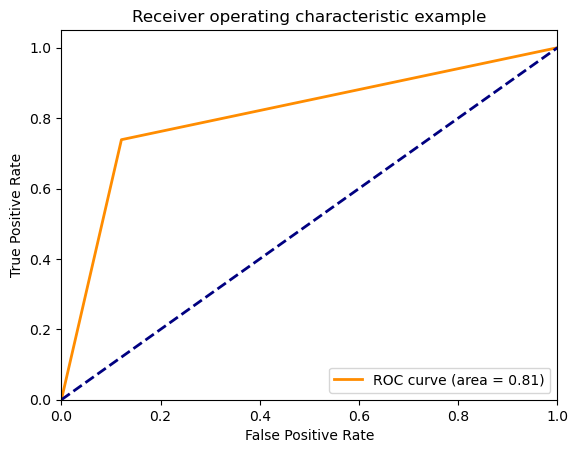 Receiver operating characteristic example
True Positive Rate
1.0
0.8
0.6
0.4
0.2
0.0
ROC curve (area = 0.81)
0.0 0.2 0.4 0.6 0.8 1.0
False Positive Rate